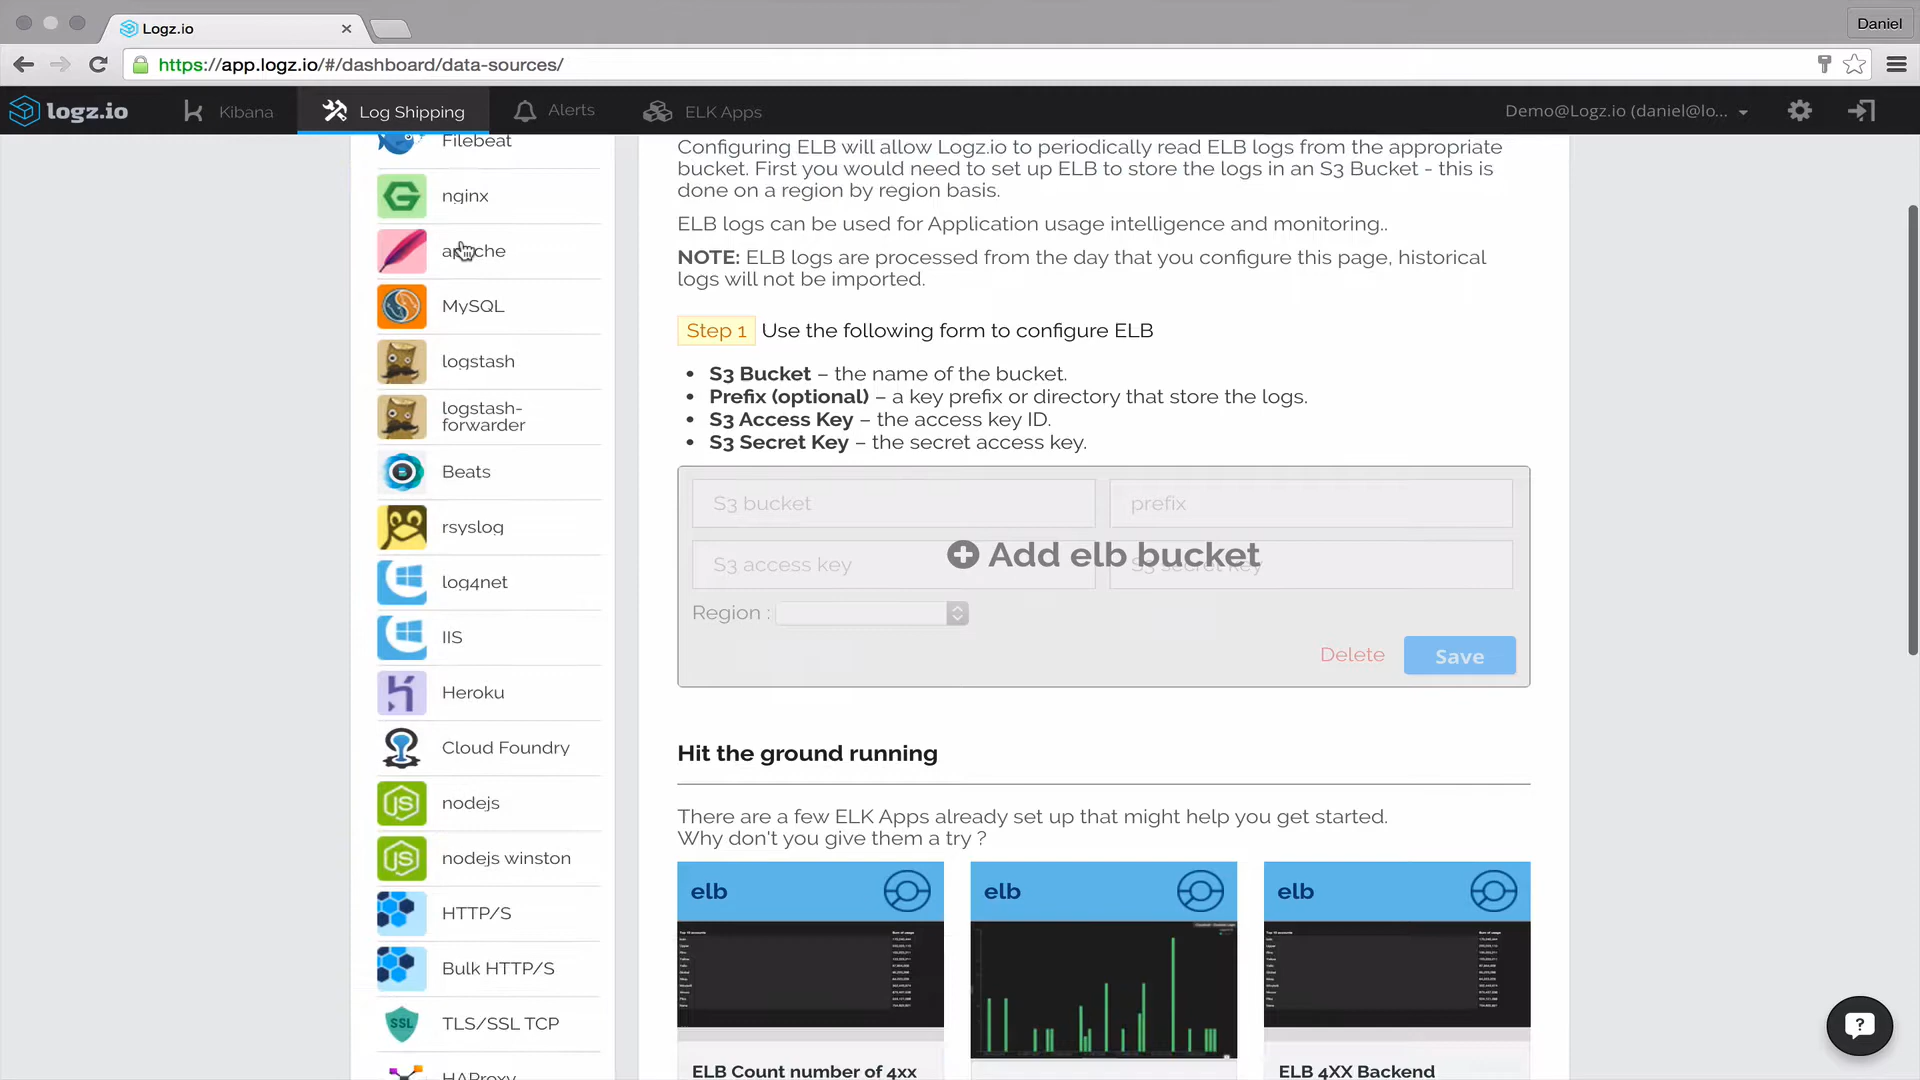 Logz.io
Daniel
https://app.logz.io/#/dashboard/data-sources/
logz.io
Kibana
Log Shipping
Alerts
ELK Apps
Demo@Logz.io (daniel@lo...
Filebeat
nginx
apache
MySQL
logstash
logstash-
forwarder
Beats
rsyslog
log4net
IIS
Heroku
Cloud Foundry
nodejs
nodejs winston
HTTP/S
Bulk HTTP/S
SSL
TLS/SSL TCP
HAProxy
Configuring ELB will allow Logz.io to periodically read ELB logs from the appropriate
bucket. First you would need to set up ELB to store the logs in an S3 Bucket - this is
done on a region by region basis.
ELB logs can be used for Application usage intelligence and monitoring..
NOTE: ELB logs are processed from the day that you configure this page, historical
logs will not be imported.
Step 1 Use the following form to configure ELB
• S3 Bucket – the name of the bucket.
• Prefix (optional) – a key prefix or directory that store the logs.
• S3 Access Key – the access key ID.
• S3 Secret Key – the secret access key.
S3 bucket
prefix
Add elb bucket
S3 access key
S3 secret key
Region :
Delete
Save
Hit the ground running
There are a few ELK Apps already set up that might help you get started.
Why don't you give them a try ?
elb
elb
elb
ELB Count number of 4xx
ELB 4XX Backend